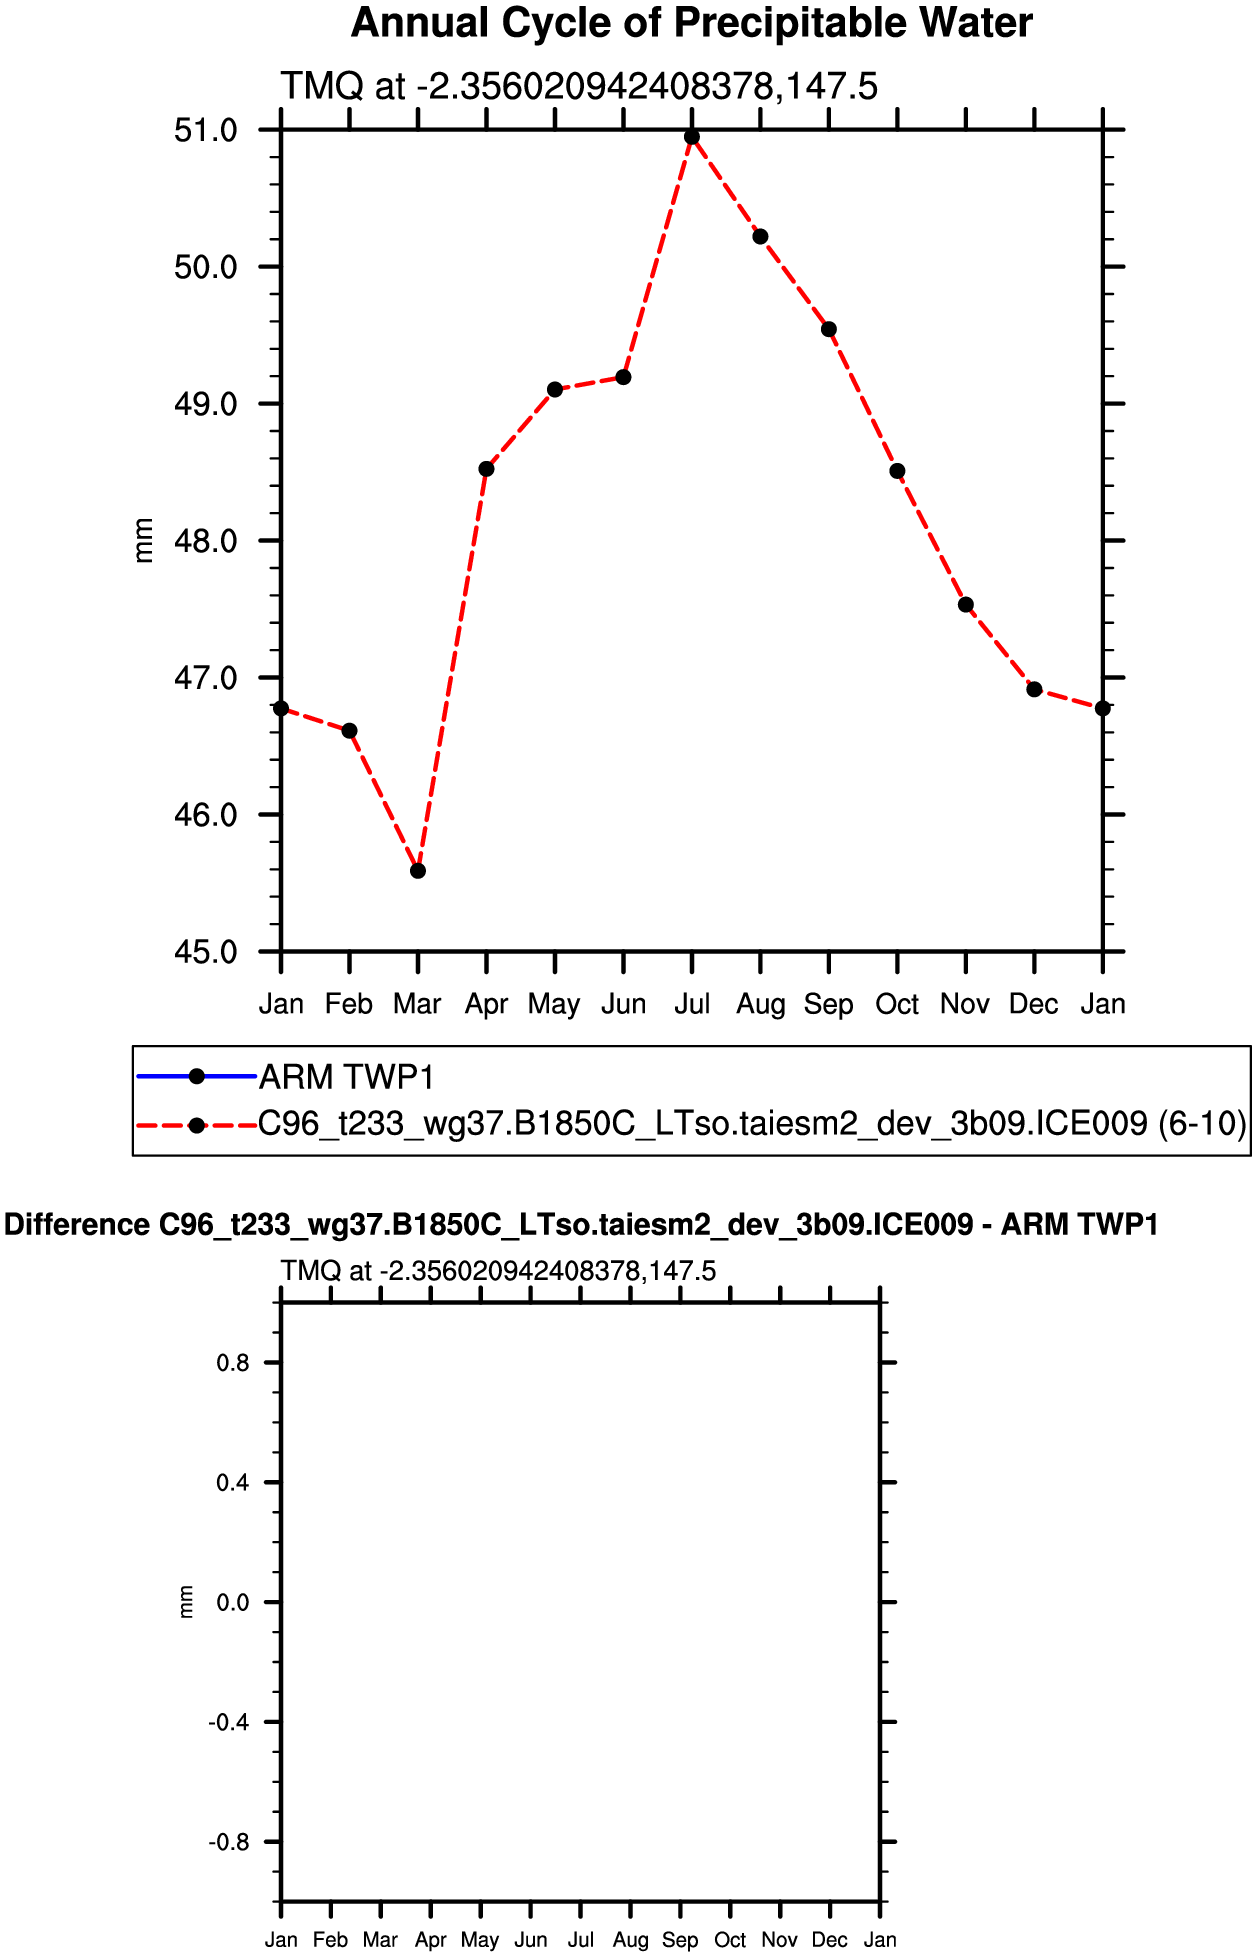 Annual Cycle of Precipitable Water
TMQ at -2.356020942408378,147.5
51.0
50.0
49.0
48.0
47.0
46.0
45.0
mm
Jan Feb Mar Apr May Jun Jul Aug Sep Oct Nov Dec Jan
ARM TWP1
C96_t233_wg37.B1850C_LTso.taiesm2_dev_3b09.ICE009 (6-10)
Difference C96_t233_wg37.B1850C_LTso.taiesm2_dev_3b09.ICE009 - ARM TWP1
TMQ at -2.356020942408378,147.5
0.8
0.4
0.0
-0.4
-0.8
mm
Jan Feb Mar Apr May Jun Jul Aug Sep Oct Nov Dec Jan